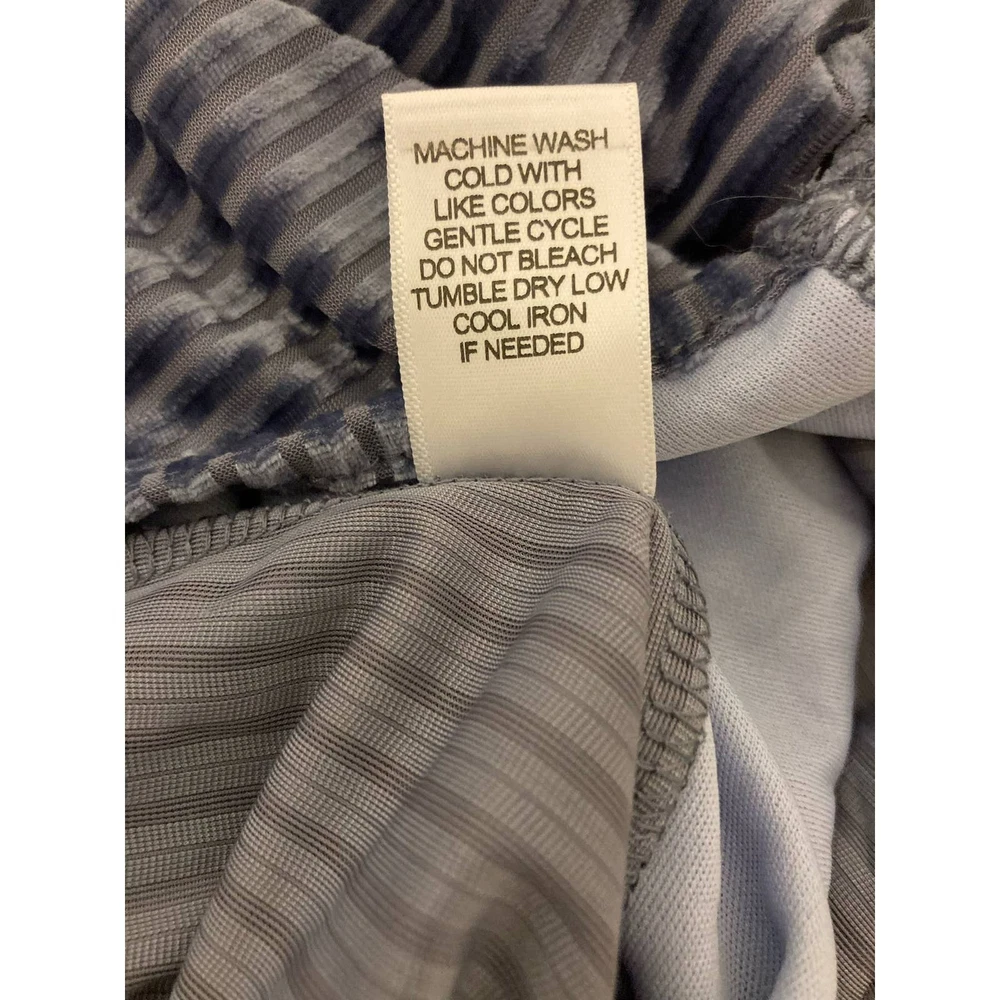 MACHINE WASH
COLD WITH
LIKE COLORS
GENTLE CYCLE
DO NOT BLEACH
TUMBLE DRY LOW
COOL IRON
IF NEEDED